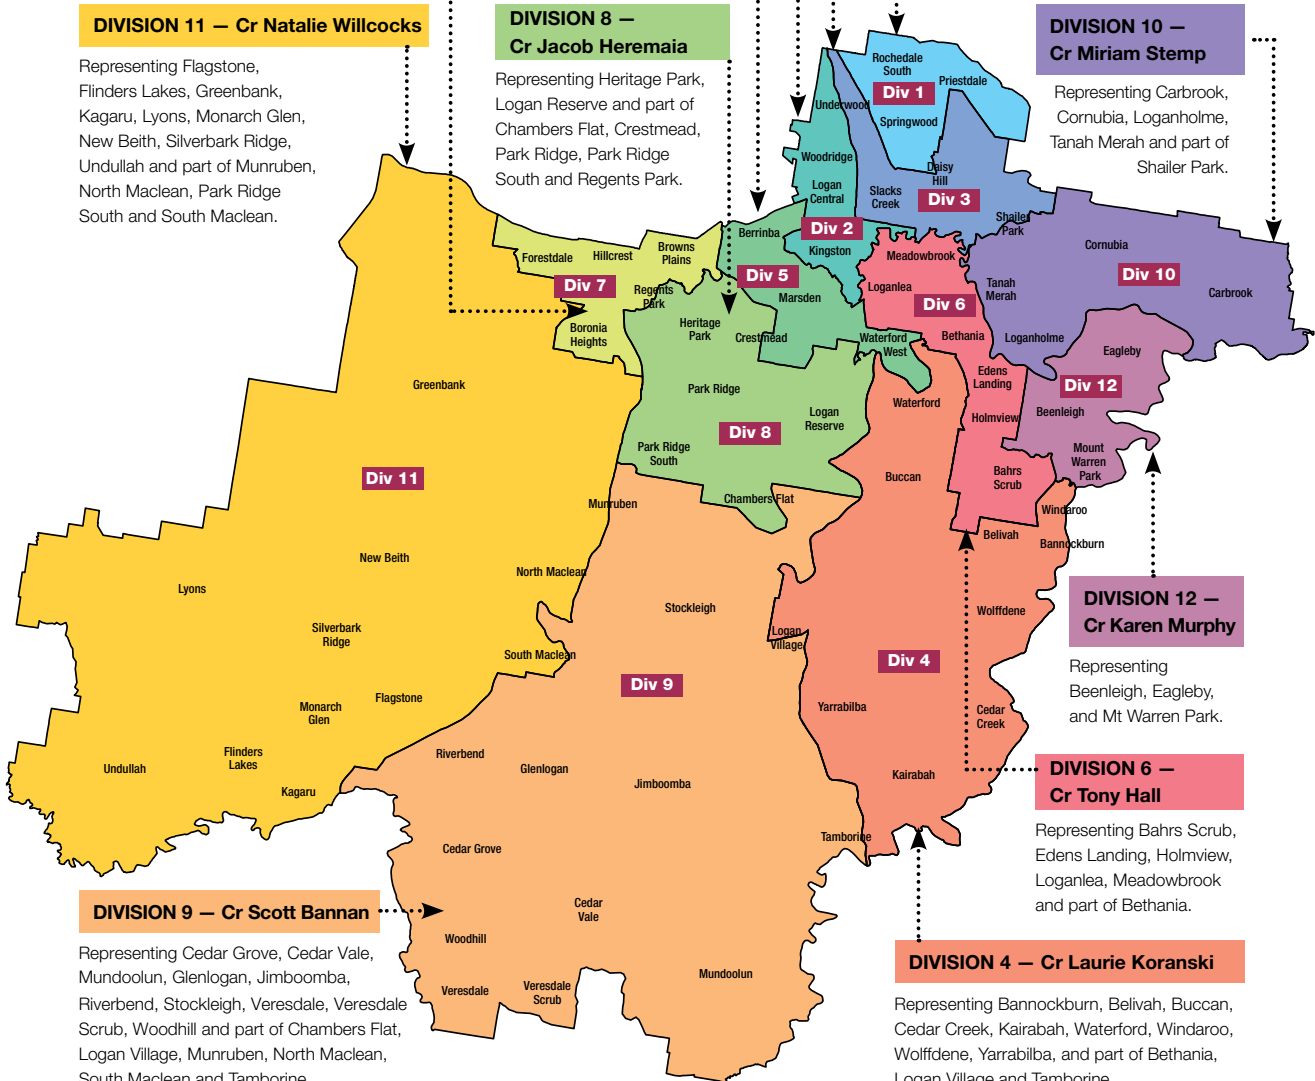 DIVISION 11 — Cr Natalie Willcocks
Representing Flagstone,
Flinders Lakes, Greenbank,
Kagaru, Lyons, Monarch Glen,
New Beith, Silverbark Ridge,
Undullah and part of Munruben,
North Maclean, Park Ridge
South and South Maclean.
DIVISION 8 —
Cr Jacob Heremaia
Representing Heritage Park,
Logan Reserve and part of
Chambers Flat, Crestmead,
Park Ridge, Park Ridge
South and Regents Park.
DIVISION 10 —
Cr Miriam Stemp
Representing Carbrook,
Cornubia, Loganholme,
Tanah Merah and part of
Shailer Park.
Rochedale
South
Priestdale
Div 1
Underwood
Springwood
Woodridge
Daisy
Hill
Logan
Central
Slacks
Creek
Div 3
Shailer
Park
Div 2
Berrinba
Kingston
Browns
Plains
Hillcrest
Forestdale
Div 7
Regents
Park
Boronia
Heights
Div 5
Marsden
Meadowbrook
Loganlea
Div 6
Tanah
Merah
Cornubia
Div 10
Carbrook
Heritage
Park
Crestmead
Waterford
West
Bethania
Loganholme
Eagleby
Edens
Landing
Div 12
Greenbank
Park Ridge
Logan
Reserve
Waterford
Holmview
Beenleigh
Div 8
Park Ridge
South
Mount
Warren
Park
Div 11
Buccan
Bahrs
Scrub
Munruben
Chambers Flat
Windaroo
Belivah
Bannockburn
New Beith
North Maclean
Lyons
Stockleigh
Wolffdene
Silverbark
Ridge
Logan
Village
South Maclean
Div 4
Div 9
Monarch
Glen
Flagstone
Yarrabilba
Cedar
Creek
Flinders
Lakes
Undullah
Riverbend
Glenlogan
Jimboomba
Kairabah
Kagaru
Tamborine
Cedar Grove
Cedar
Vale
Woodhill
Veresdale
Veresdale
Scrub
Mundoolun
DIVISION 12 —
Cr Karen Murphy
Representing
Beenleigh, Eagleby,
and Mt Warren Park.
DIVISION 6 —
Cr Tony Hall
Representing Bahrs Scrub,
Edens Landing, Holmview,
Loganlea, Meadowbrook
and part of Bethania.
DIVISION 9 — Cr Scott Bannan
Representing Cedar Grove, Cedar Vale,
Mundoolun, Glenlogan, Jimboomba,
Riverbend, Stockleigh, Veresdale, Veresdale
Scrub, Woodhill and part of Chambers Flat,
Logan Village, Munruben, North Maclean,
South Maclean and Tamborine.
DIVISION 4 — Cr Laurie Koranski
Representing Bannockburn, Belivah, Buccan,
Cedar Creek, Kairabah, Waterford, Windaroo,
Wolffdene, Yarrabilba, and part of Bethania,
Logan Village and Tamborine.